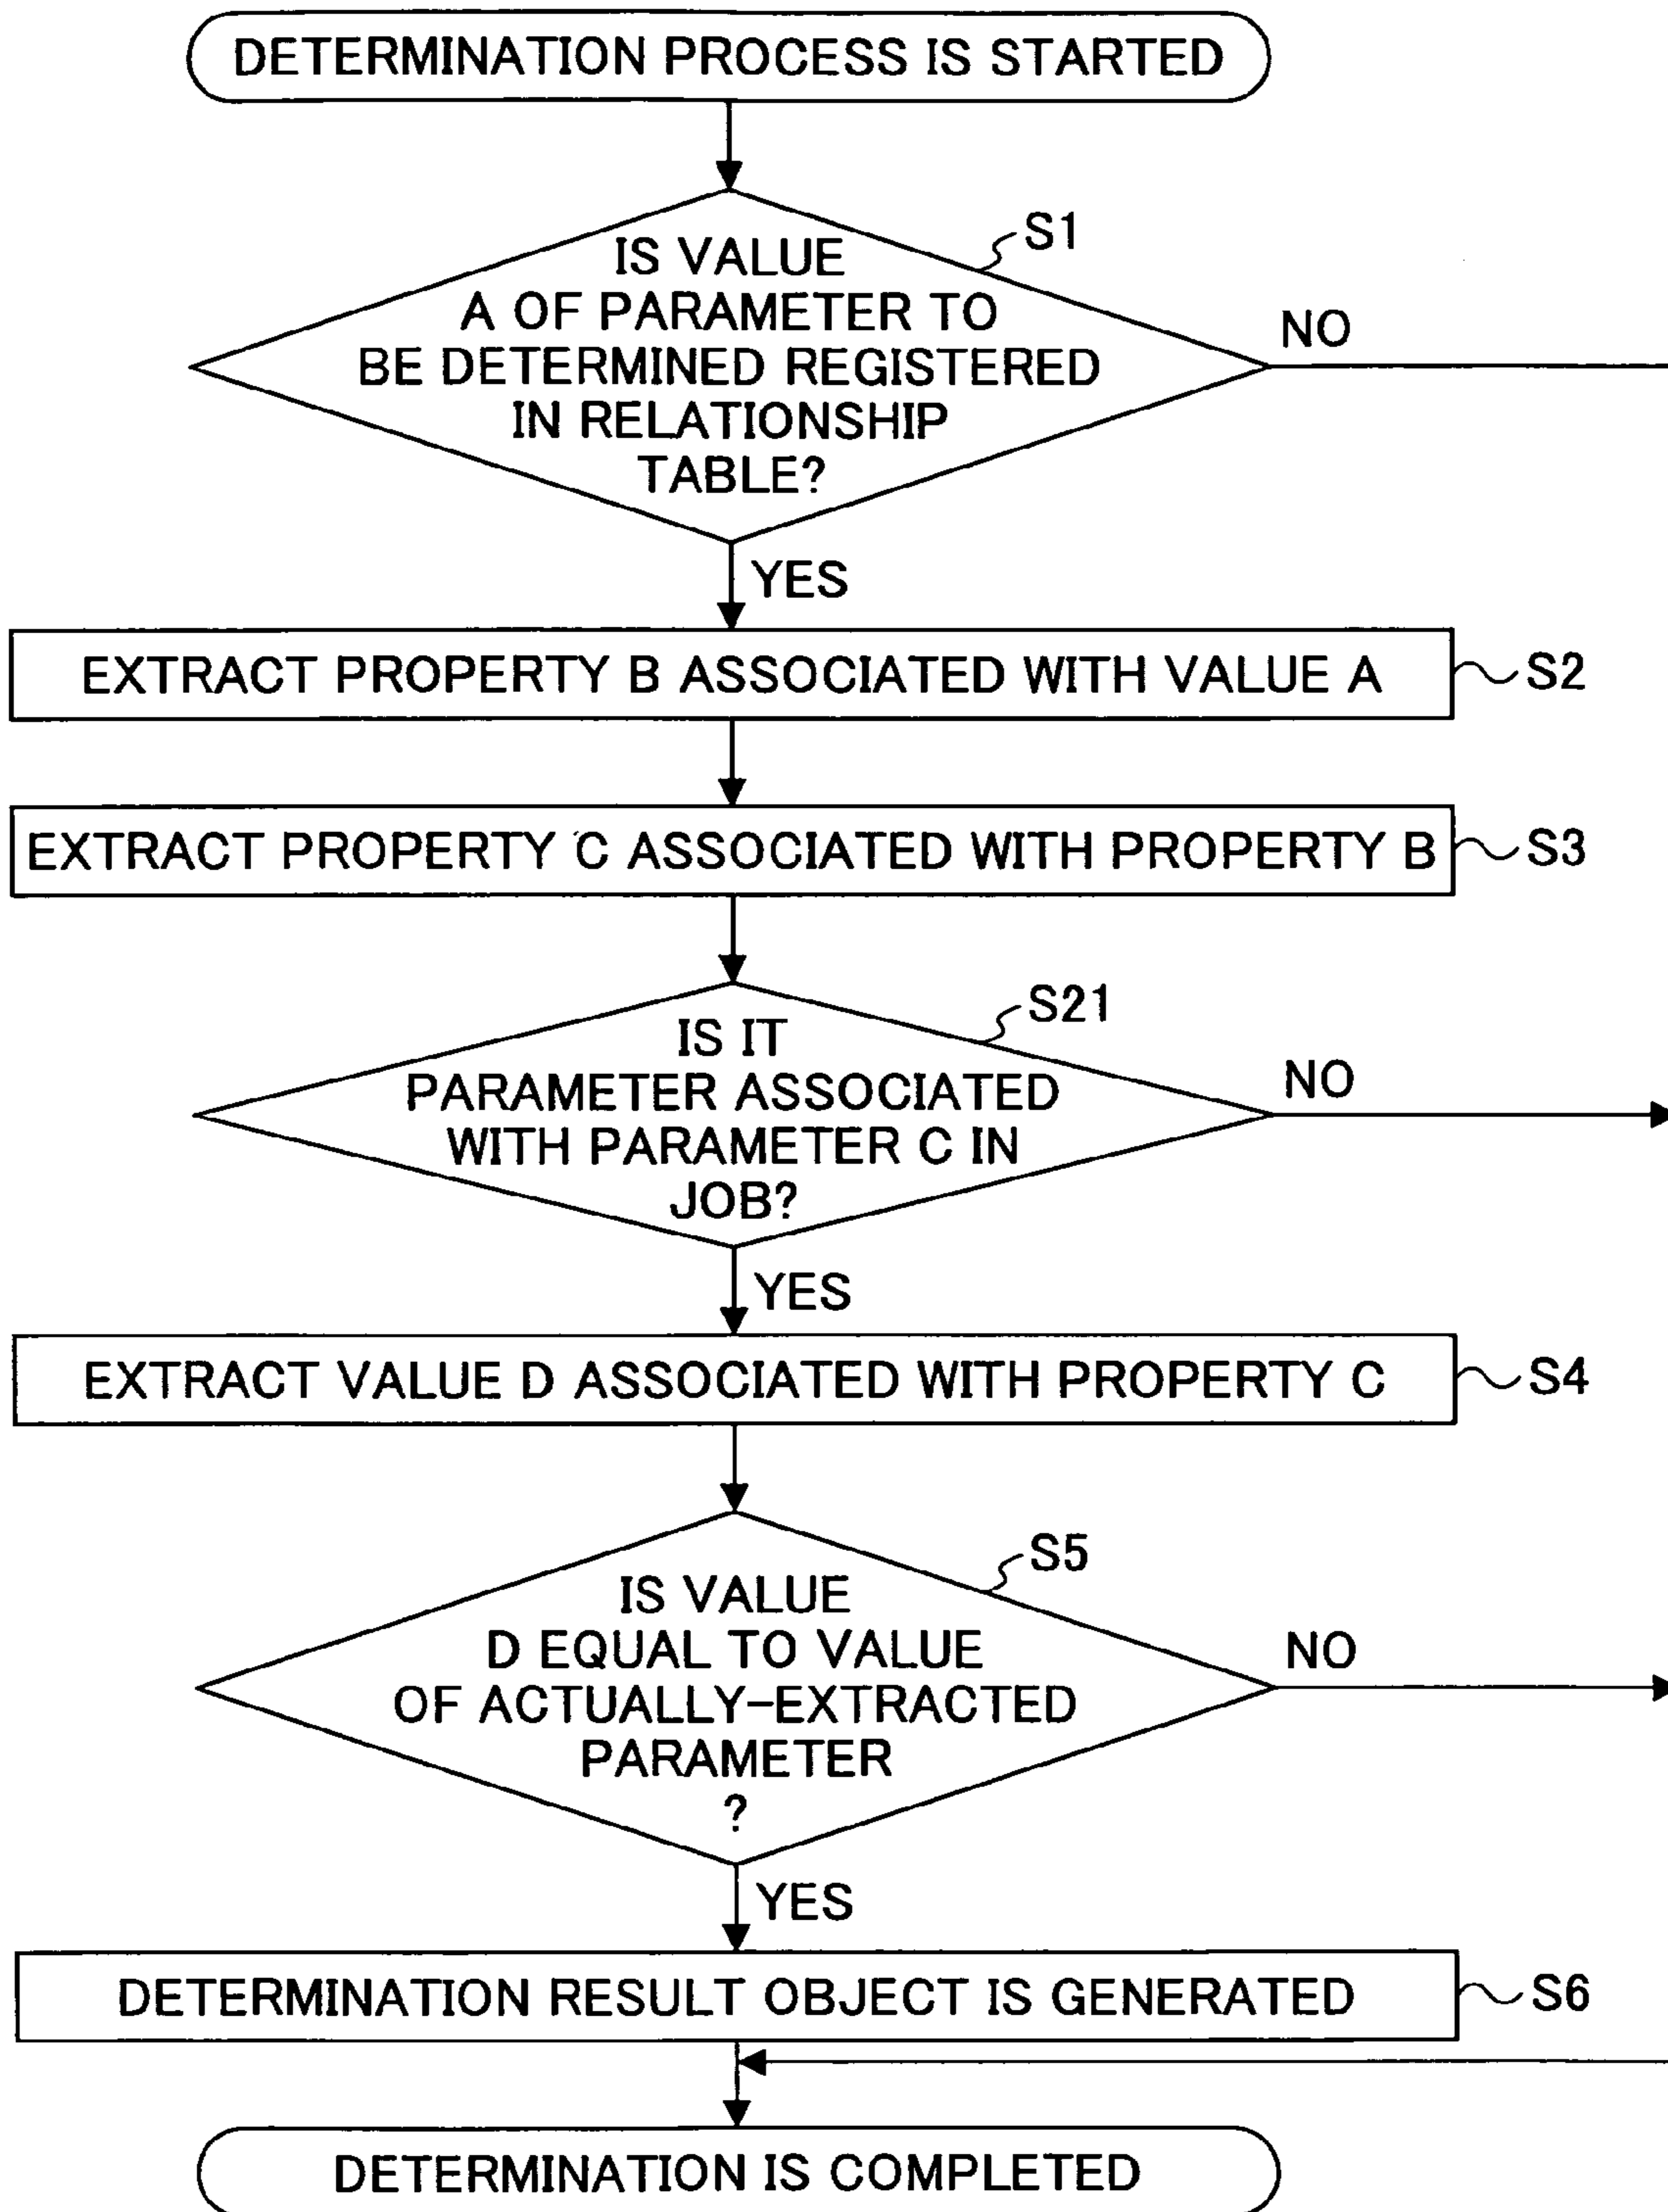 DETERMINATION PROCESS IS STARTED
S1
IS VALUE
A OF PARAMETER TO
BE DETERMINED REGISTERED
IN RELATIONSHIP
TABLE?
NO
YES
EXTRACT PROPERTY B ASSOCIATED WITH VALUE A
S2
EXTRACT PROPERTY C ASSOCIATED WITH PROPERTY B
S3
S21
IS IT
PARAMETER ASSOCIATED
WITH PARAMETER C IN
JOB?
NO
YES
EXTRACT VALUE D ASSOCIATED WITH PROPERTY C
S4
S5
IS VALUE
D EQUAL TO VALUE
OF ACTUALLY-EXTRACTED
PARAMETER
?
NO
YES
DETERMINATION RESULT OBJECT IS GENERATED
S6
DETERMINATION IS COMPLETED